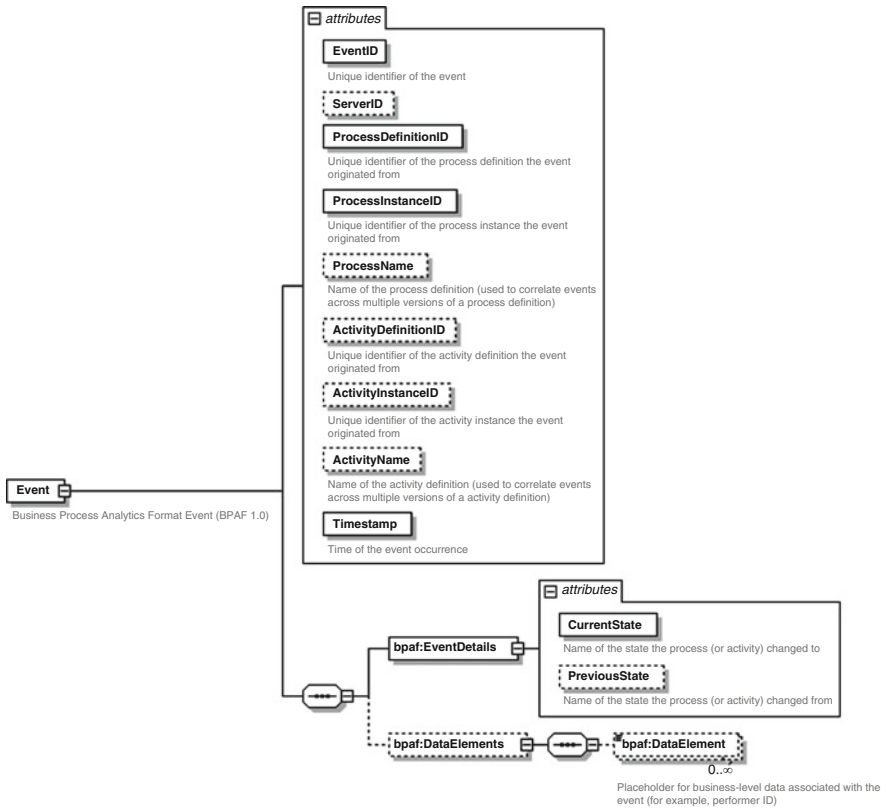 attributes
EventID
Unique identifier of the event
ServerID
ProcessDefinitionID
Unique identifier of the process definition the event
originated from
ProcessInstanceID
Unique identifier of the process instance the event
originated from
ProcessName
Name of the process definition (used to correlate events
across multiple versions of a process definition)
ActivityDefinitionID
Unique identifier of the activity definition the event
originated from
ActivityInstanceID
Unique identifier of the activity instance the event
originated from
ActivityName
Name of the activity definition (used to correlate events
across multiple versions of a activity definition)
Timestamp
Time of the event occurrence
Event
Business Process Analytics Format Event (BPAF 1.0)
attributes
CurrentState
Name of the state the process (or activity) changed to
PreviousState
Name of the state the process (or activity) changed from
bpaf:EventDetails
bpaf:DataElements
bpaf:DataElement
0..∞
Placeholder for business-level data associated with the
event (for example, performer ID)